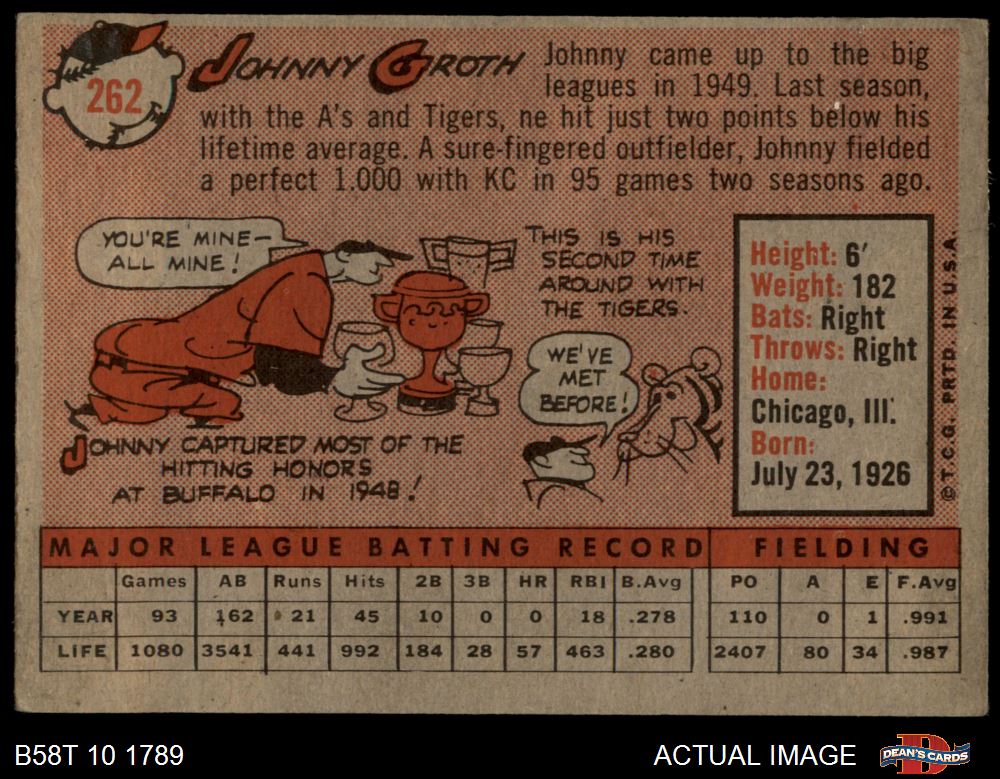 262
JOHNNY GROTH
Johnny came up to the big
leagues in 1949. Last season,
with the A's and Tigers, ne hit just two points below his
lifetime average. A sure-fingered outfielder, Johnny fielded
a perfect 1.000 with KC in 95 games two seasons ago.
YOU'RE MINE—
ALL MINE!
THIS IS HIS
SECOND TIME
AROUND WITH
THE TIGERS.
WE'VE
MET
BEFORE!
JOHNNY CAPTURED MOST OF THE
HITTING HONORS
AT BUFFALO IN 1948!
Height: 6'
Weight: 182
Bats: Right
Throws: Right
Home:
Chicago, Ill.
Born:
July 23, 1926
© T.C.G. PRTD. IN U.S.A.
MAJOR LEAGUE BATTING RECORD FIELDING
Games AB Runs Hits 2B 3B HR RBI B.Avg PO A E F.Avg
YEAR 93 162 21 45 10 0 0 18 .278 110 0 1 .991
LIFE 1080 3541 441 992 184 28 57 463 .280 2407 80 34 .987
B58T 10 1789
ACTUAL IMAGE
DEAN'S CARDS